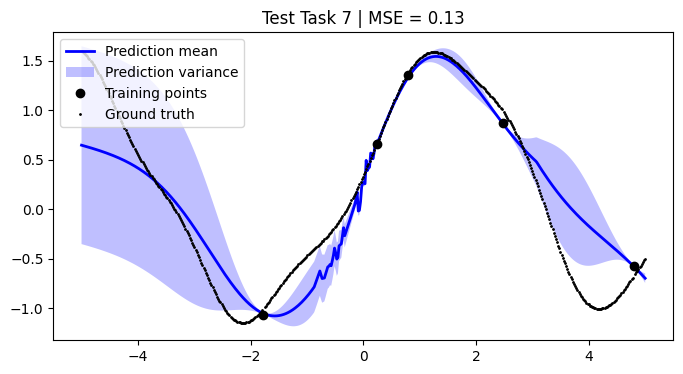 Test Task 7 | MSE = 0.13
Prediction mean
Prediction variance
Training points
Ground truth
1.5
1.0
0.5
0.0
−0.5
−1.0
−4
−2
0
2
4